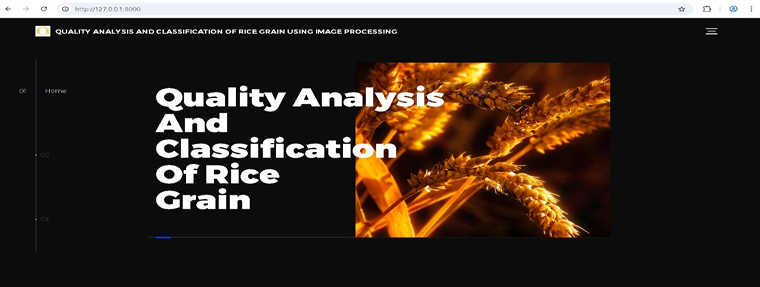 http://127.0.0.1:8000
QUALITY ANALYSIS AND CLASSIFICATION OF RICE GRAIN USING IMAGE PROCESSING
01 Home
Quality Analysis
And
Classification
Of Rice
Grain
02